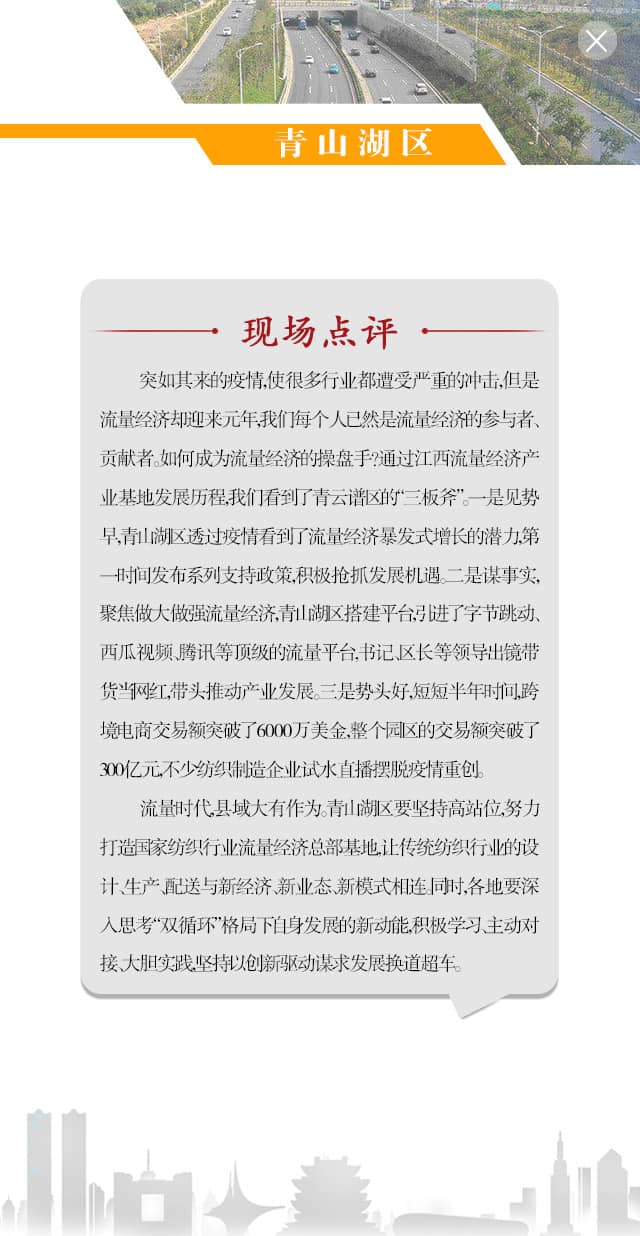 青山湖区
现场点评
突如其来的疫情,使很多行业都遭受严重的冲击,但是
流量经济却迎来元年,我们每个人已然是流量经济的参与者、
贡献者。如何成为流量经济的操盘手?通过江西流量经济产
业基地发展历程,我们看到了青云谱区的“三板斧”。一是见势
早,青山湖区透过疫情看到了流量经济暴发式增长的潜力,第
一时间发布系列支持政策,积极抢抓发展机遇。二是谋事实,
聚焦做大做强流量经济,青山湖区搭建平台,引进了字节跳动、
西瓜视频、腾讯等顶级的流量平台,书记、区长等领导出镜带
货当网红,带头推动产业发展。三是势头好,短短半年时间,跨
境电商交易额突破了6000万美金,整个园区的交易额突破了
300亿元,不少纺织制造企业试水直播摆脱疫情重创。
流量时代,县域大有作为。青山湖区要坚持高站位,努力
打造国家纺织行业流量经济总部基地,让传统纺织行业的设
计、生产、配送与新经济、新业态、新模式相连。同时,各地要深
入思考“双循环”格局下自身发展的新动能,积极学习、主动对
接、大胆实践,坚持以创新驱动谋求发展换道超车。